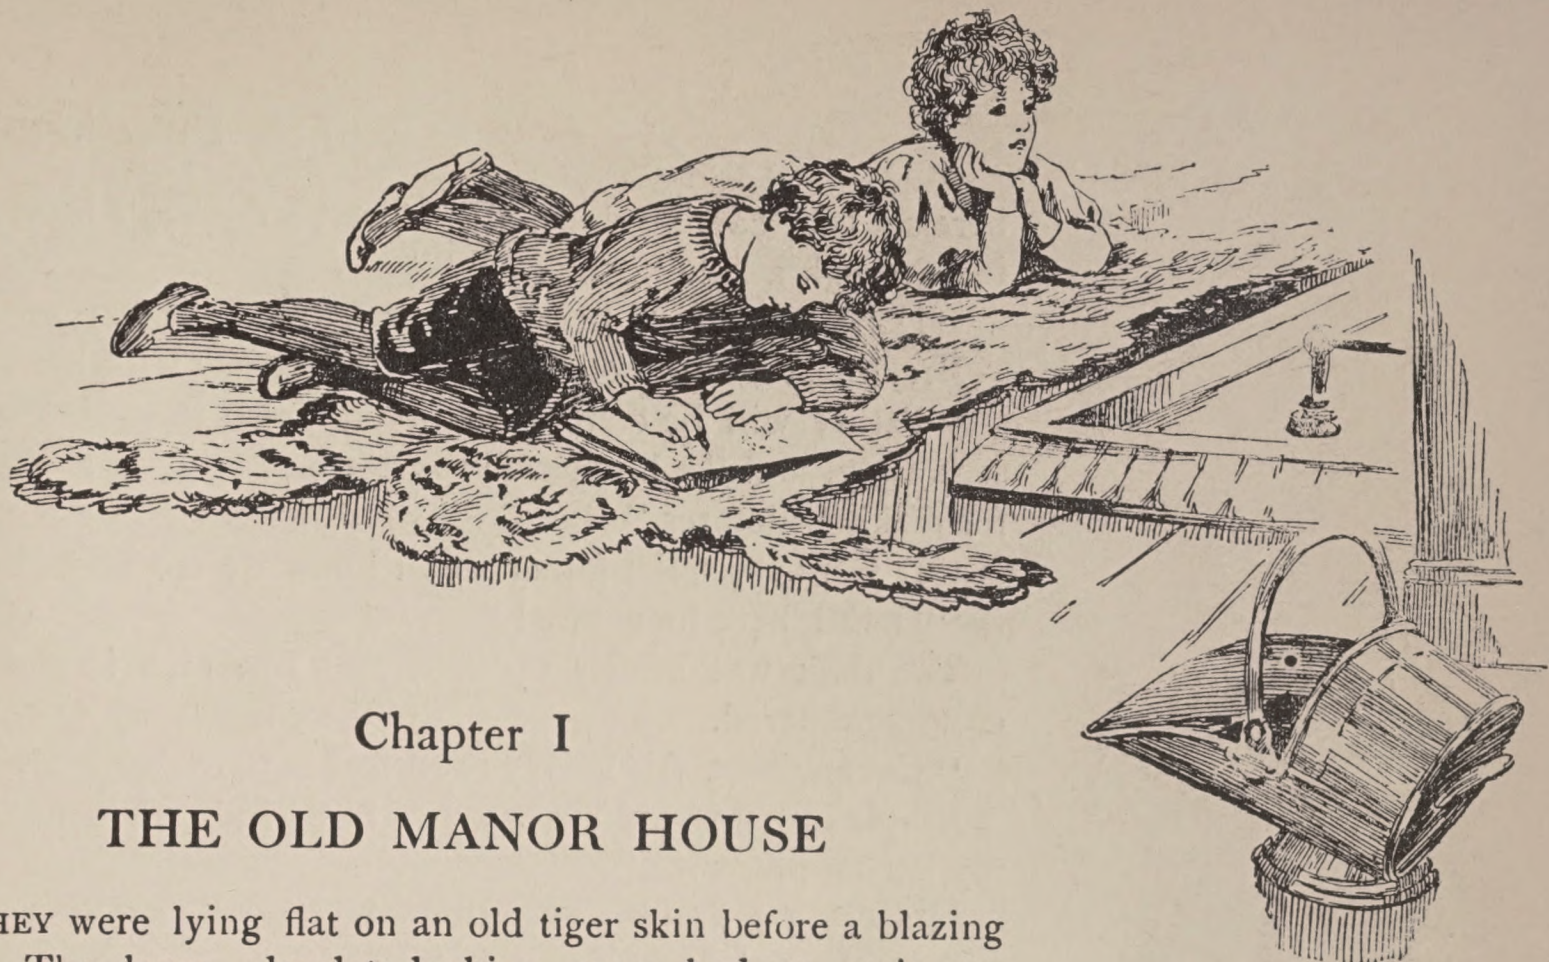 Chapter I
THE OLD MANOR HOUSE
HEY were lying flat on an old tiger skin before a blazing